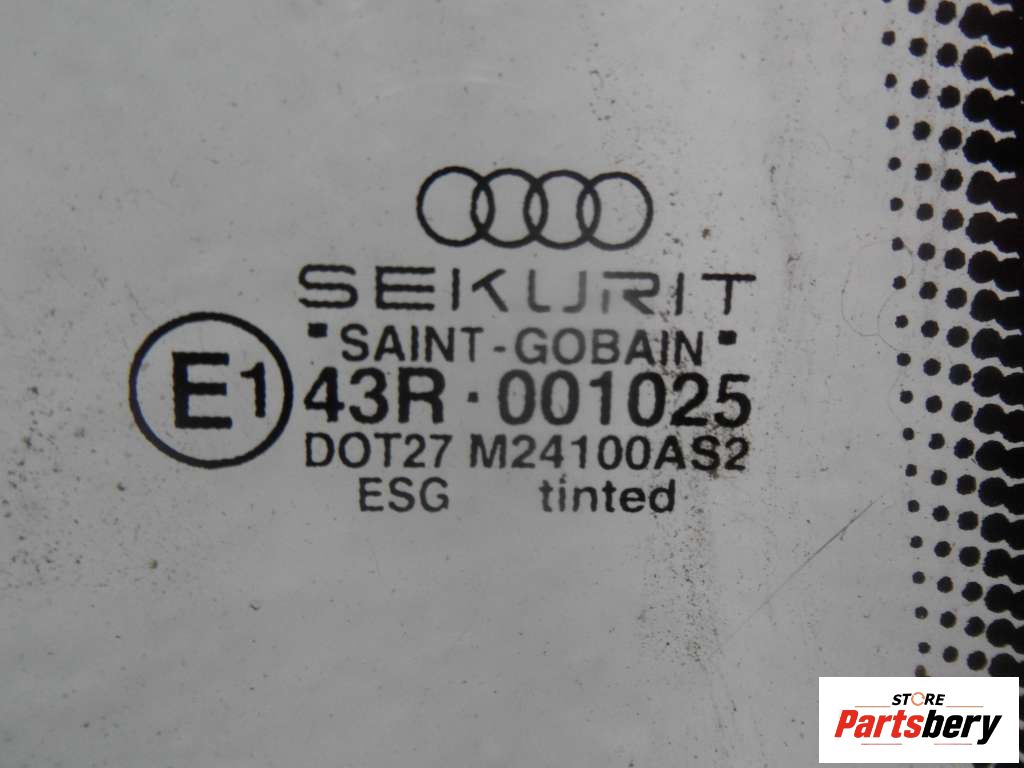 SEKURIT
"SAINT-GOBAIN"
E1 43R·001025
DOT27 M24100AS2
ESG tinted
STORE
Partsbery